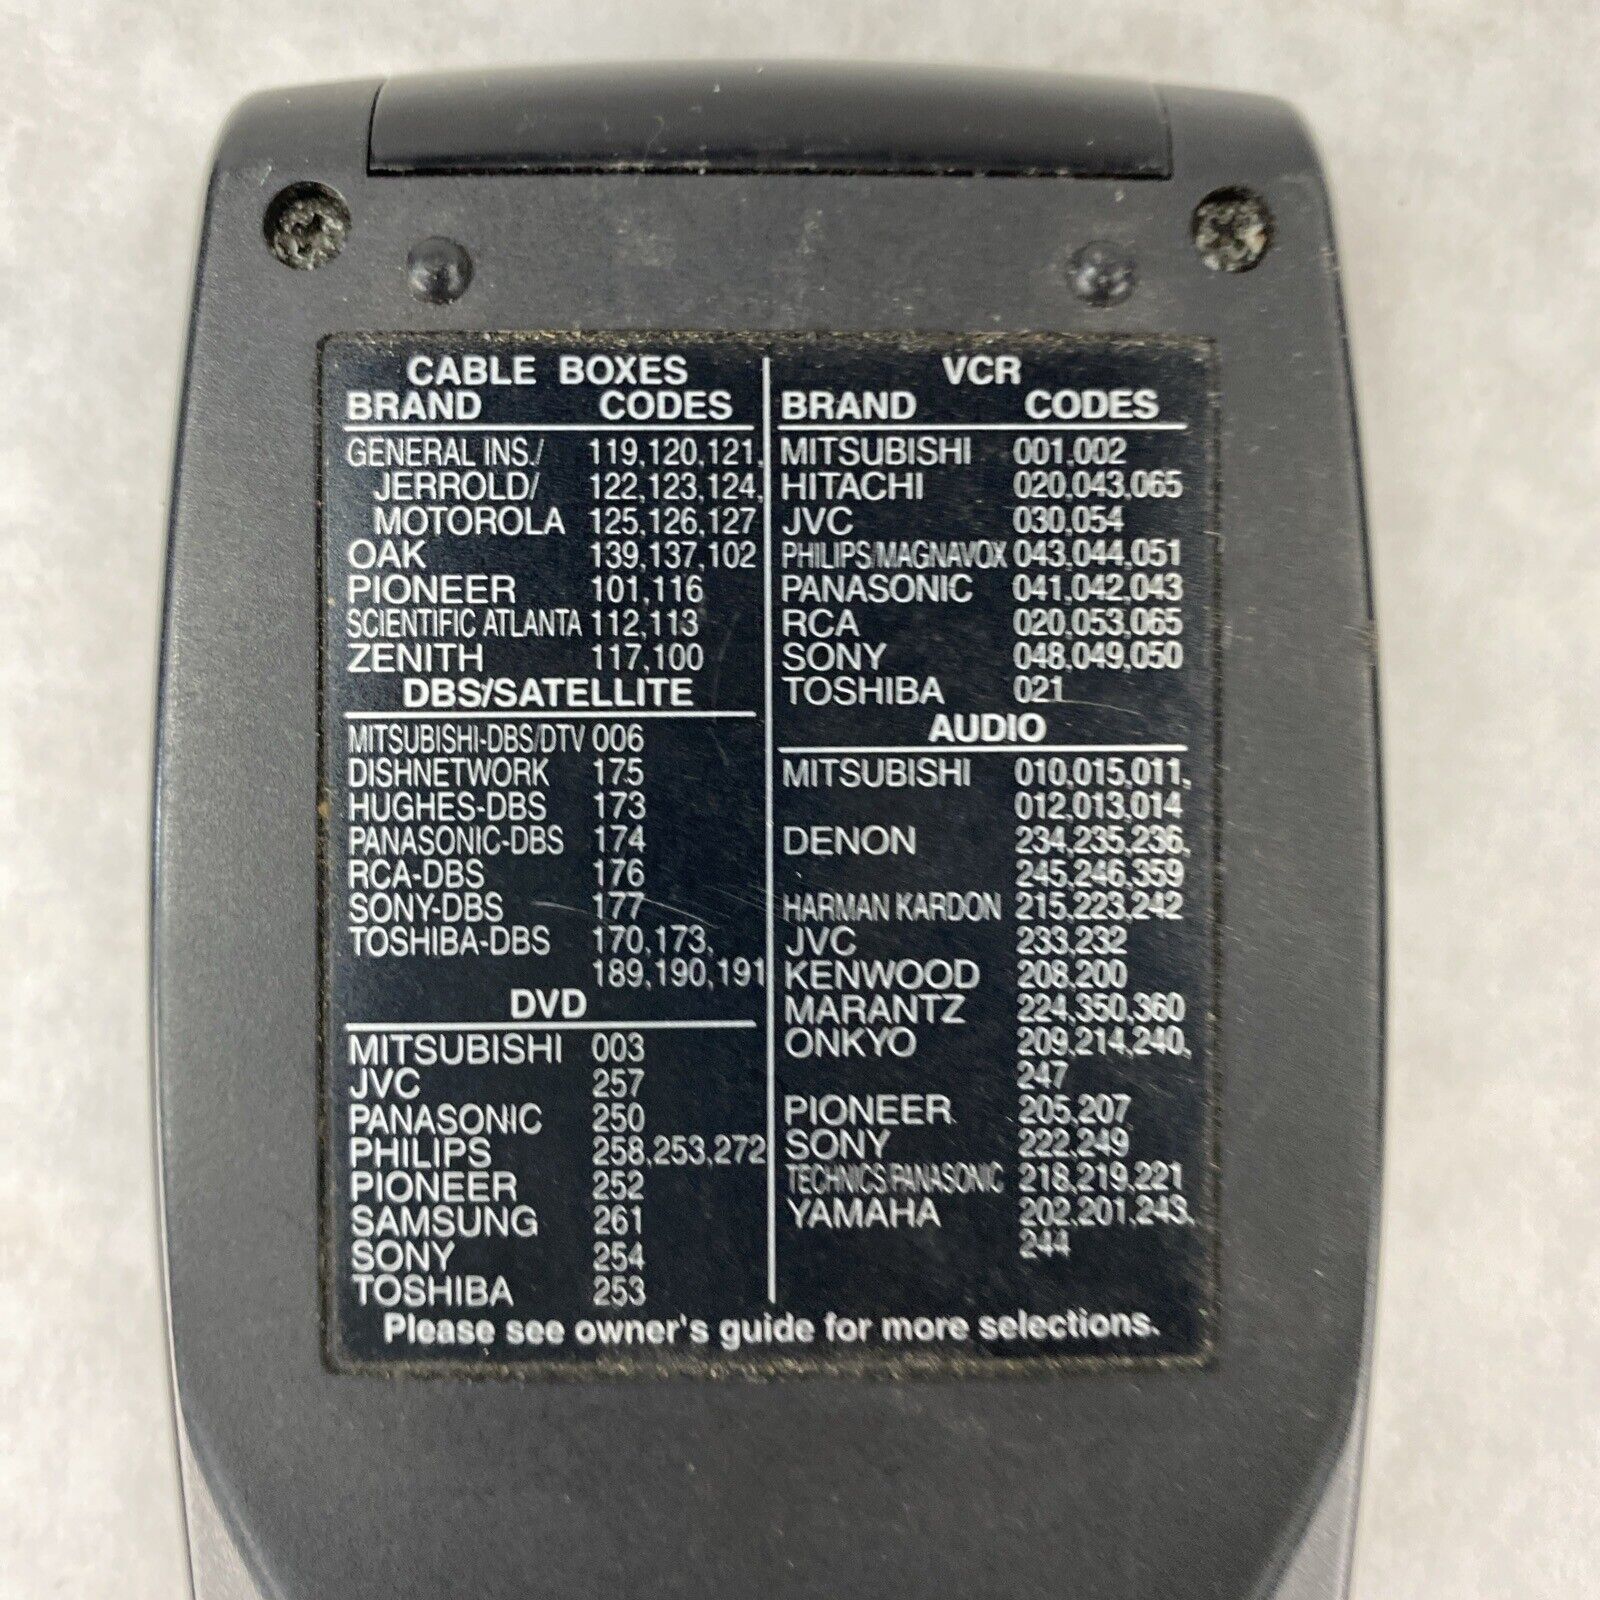 CABLE BOXES
BRAND CODES
GENERAL INS./ 119,120,121,
JERROLD/ 122,123,124,
MOTOROLA 125,126,127
OAK 139,137,102
PIONEER 101,116
SCIENTIFIC ATLANTA 112,113
ZENITH 117,100
DBS/SATELLITE
MITSUBISHI-DBS/DTV 006
DISHNETWORK 175
HUGHES-DBS 173
PANASONIC-DBS 174
RCA-DBS 176
SONY-DBS 177
TOSHIBA-DBS 170,173,
189,190,191
DVD
MITSUBISHI 003
JVC 257
PANASONIC 250
PHILIPS 258,253,272
PIONEER 252
SAMSUNG 261
SONY 254
TOSHIBA 253
VCR
BRAND CODES
MITSUBISHI 001,002
HITACHI 020,043,065
JVC 030,054
PHILIPS/MAGNAVOX 043,044,051
PANASONIC 041,042,043
RCA 020,053,065
SONY 048,049,050
TOSHIBA 021
AUDIO
MITSUBISHI 010,015,011,
012,013,014
DENON 234,235,236,
245,246,359
HARMAN KARDON 215,223,242
JVC 233,232
KENWOOD 208,200
MARANTZ 224,350,360
ONKYO 209,214,240,
247
PIONEER 205,207
SONY 222,249
TECHNICS/PANASONIC 218,219,221
YAMAHA 202,201,243,
244
Please see owner's guide for more selections.